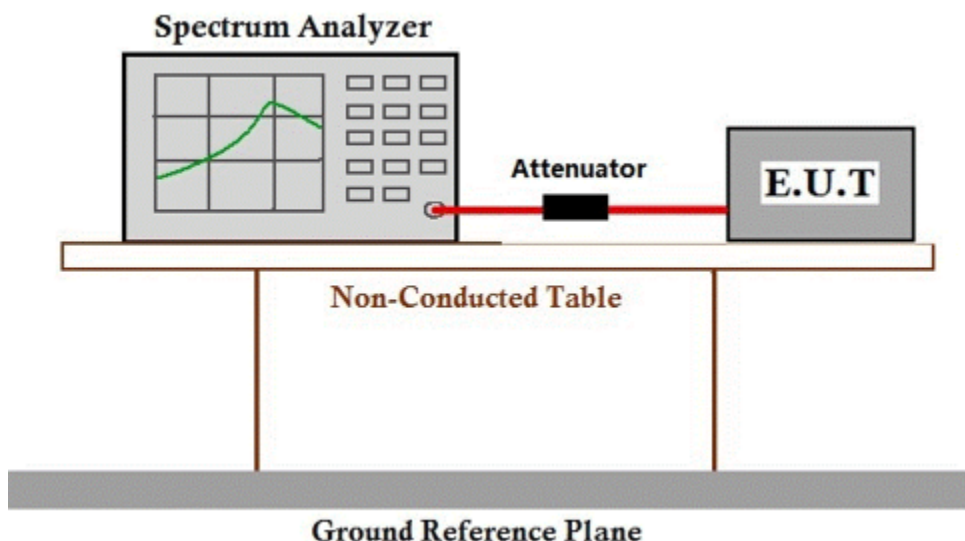 Spectrum Analyzer
Attenuator
E.U.T
Non-Conducted Table
Ground Reference Plane